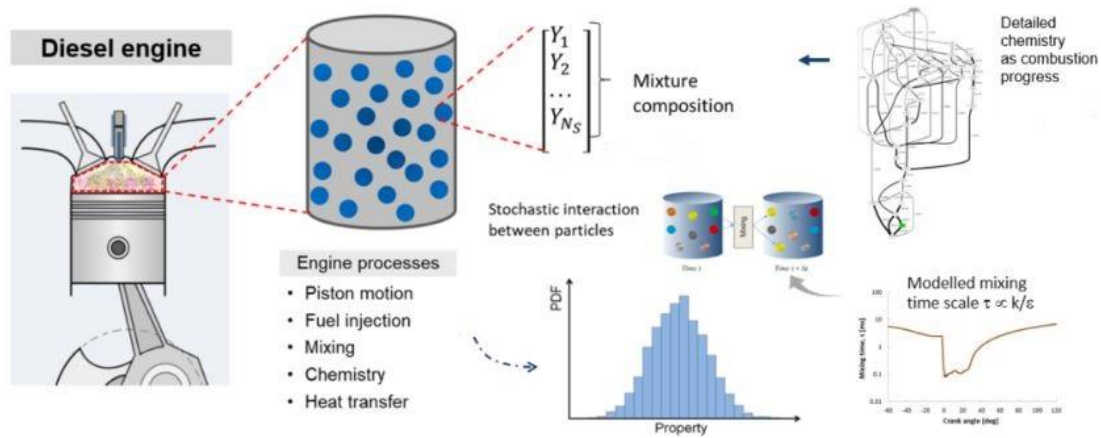 Diesel engine
Y1
Y2
...
YNS
Mixture
composition
Detailed
chemistry
as combustion
progress
Stochastic interaction
between particles
Mixing
Time t
Time t + Δt
Engine processes
• Piston motion
• Fuel injection
• Mixing
• Chemistry
• Heat transfer
PDF
Property
Modelled mixing
time scale τ ∝ k/ε
Mixing time, τ [ms]
100
10
1
0.1
0.01
-60 -40 -20 0 20 40 60 80 100 120
Crank angle [deg]